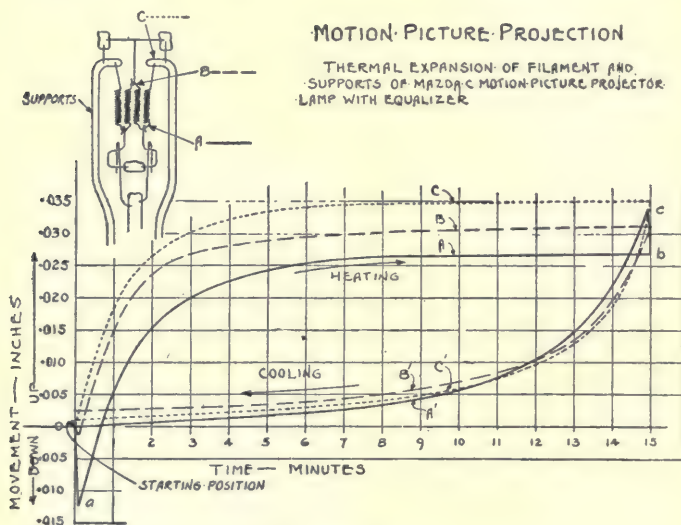 C
·MOTION·PICTURE·PROJECTION
THERMAL EXPANSION OF FILAMENT AND
SUPPORTS OF MAZDA·C MOTION·PICTURE PROJECTOR
·LAMP WITH EQUALIZER
B
SUPPORTS
A
+.035
+.030
+.025
+.020
+.015
+.010
+.005
0
.005
.010
+.015
MOVEMENT — INCHES
UP
DOWN
C
B
A
c
b
HEATING
COOLING
B'
C'
A'
a
2 3 4 5 6 7 8 9 10 11 12 13 14 15
TIME — MINUTES
STARTING·POSITION